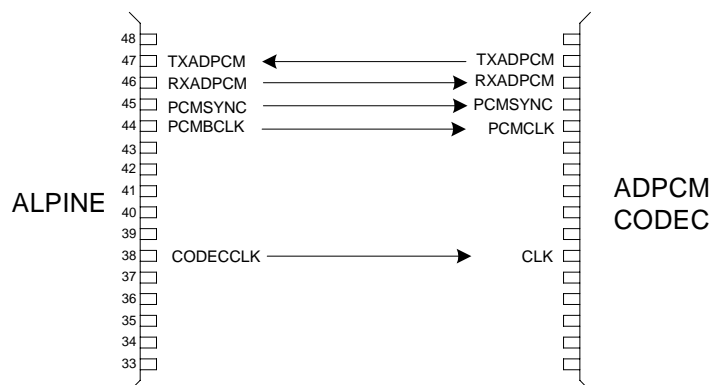 48
47 TXADPCM TXADPCM
46 RXADPCM RXADPCM
45 PCMSYNC PCMSYNC
44 PCMBCLK PCMCLK
43
42
41
ALPINE
ADPCM
CODEC
40
39
38 CODECCLK CLK
37
36
35
34
33